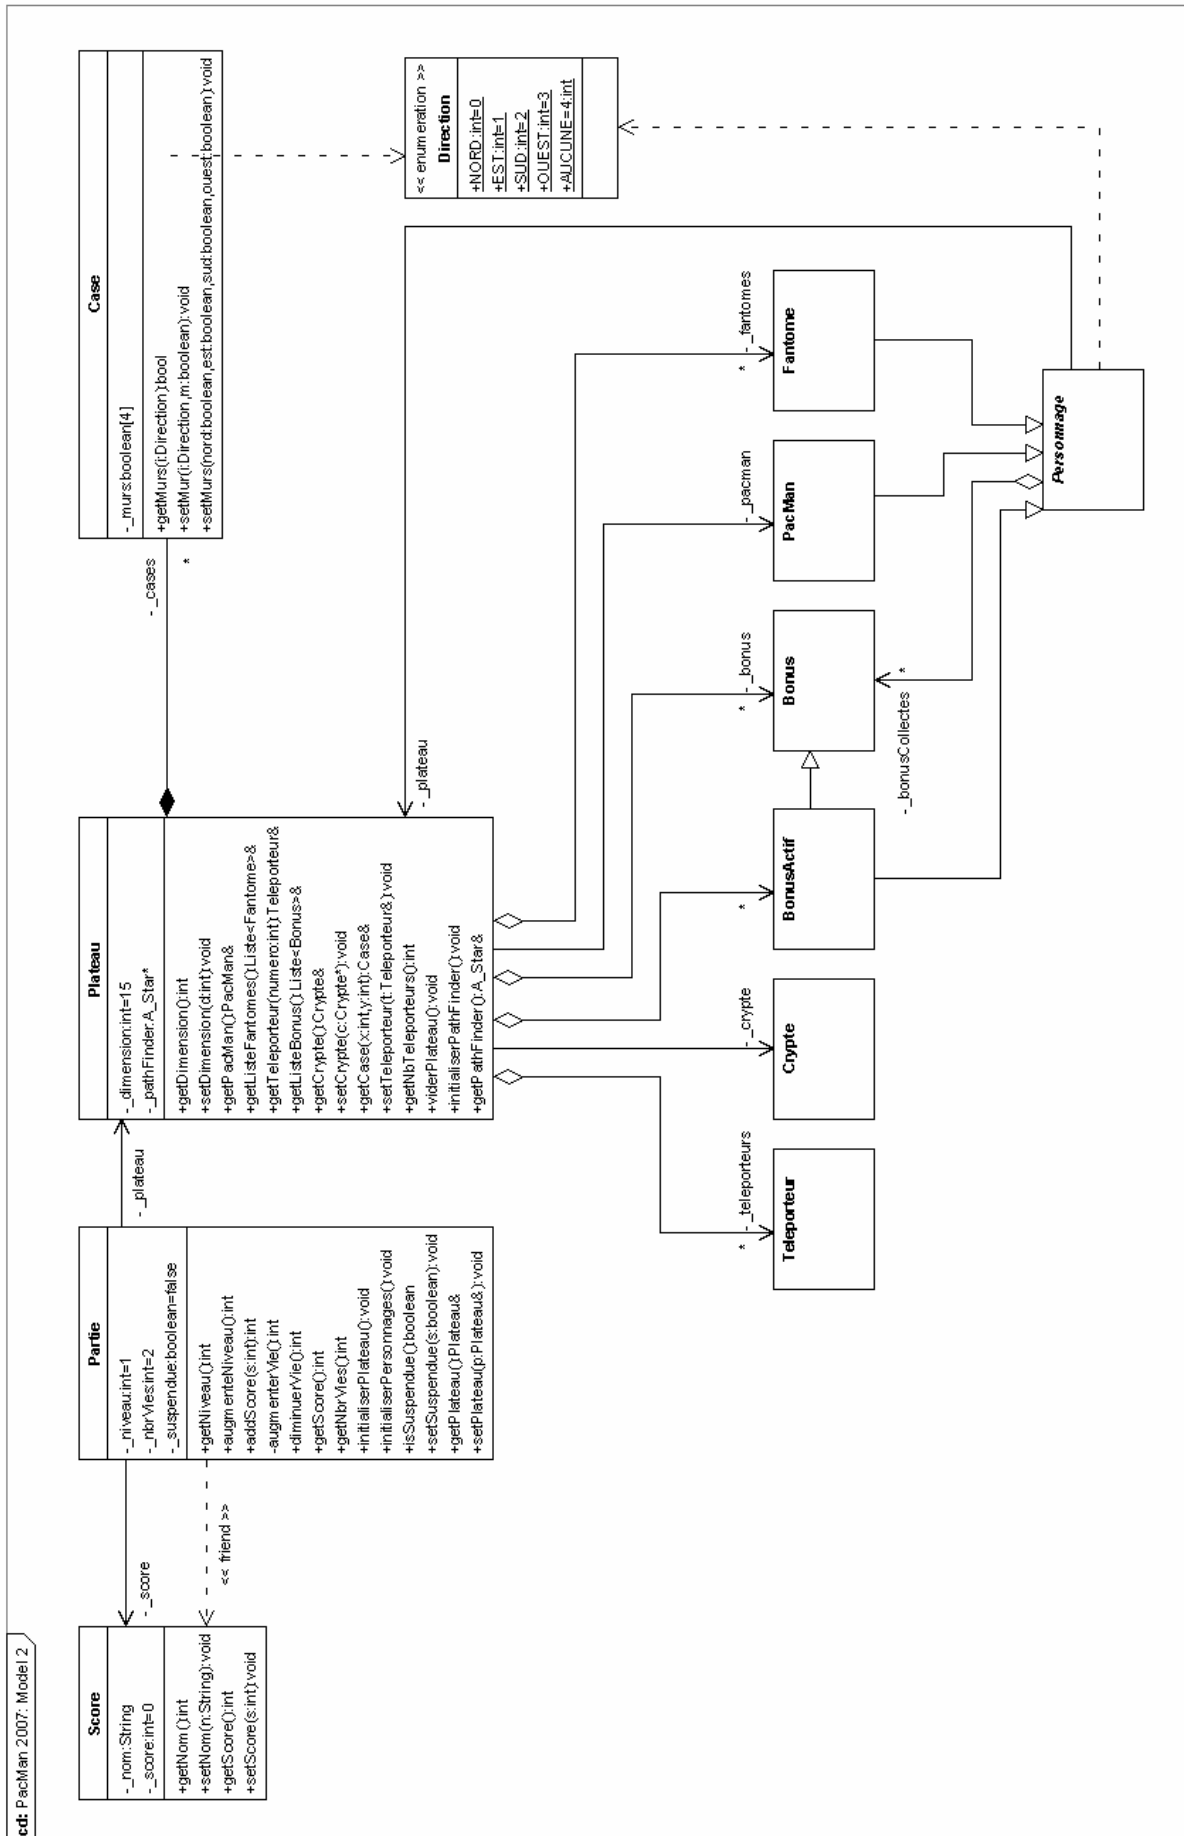 cd: PacMan 2007: Model 2
Score
-_nom:String
-_score:int=0
+getNom():int
+setNom(n:String):void
+getScore():int
+setScore(s:int):void
-_score
<< friend >>
Partie
-_niveau:int=1
-_nbrVies:int=2
-_suspendue:boolean=false
+getNiveau():int
+augmenteNiveau():int
+addScore(s:int):int
-augmenterVie():int
+diminuerVie():int
+getScore():int
+getNbrVies():int
+initialiserPlateau():void
+initialiserPersonnages():void
+isSuspendue():boolean
+setSuspendue(s:boolean):void
+getPlateau():Plateau&
+setPlateau(p:Plateau&):void
-_plateau
Plateau
-_dimension:int=15
-_pathFinder:A_Star*
+getDimension():int
+setDimension(d:int):void
+getPacMan():PacMan&
+getListeFantomes():Liste<Fantome>&
+getTeleporteur(numero:int):Teleporteur&
+getListeBonus():Liste<Bonus>&
+getCrypte():Crypte&
+setCrypte(c:Crypte*):void
+getCase(x:int,y:int):Case&
+setTeleporteur(t:Teleporteur&):void
+getNbTeleporteurs():int
+viderPlateau():void
+initialiserPathFinder():void
+getPathFinder():A_Star&
-_cases
*
Case
-_murs:boolean[4]
+getMurs(i:Direction):bool
+setMur(i:Direction,m:boolean):void
+setMurs(nord:boolean,est:boolean,sud:boolean,ouest:boolean):void
<< enumeration >>
Direction
+NORD:int=0
+EST:int=1
+SUD:int=2
+OUEST:int=3
+AUCUNE=4:int
-_plateau
* -_teleporteurs
Teleporteur
-_crypte
Crypte
*
BonusActif
* -_bonus
Bonus
-_bonusCollectes *
-_pacman
PacMan
* -_fantomes
Fantome
Personnage